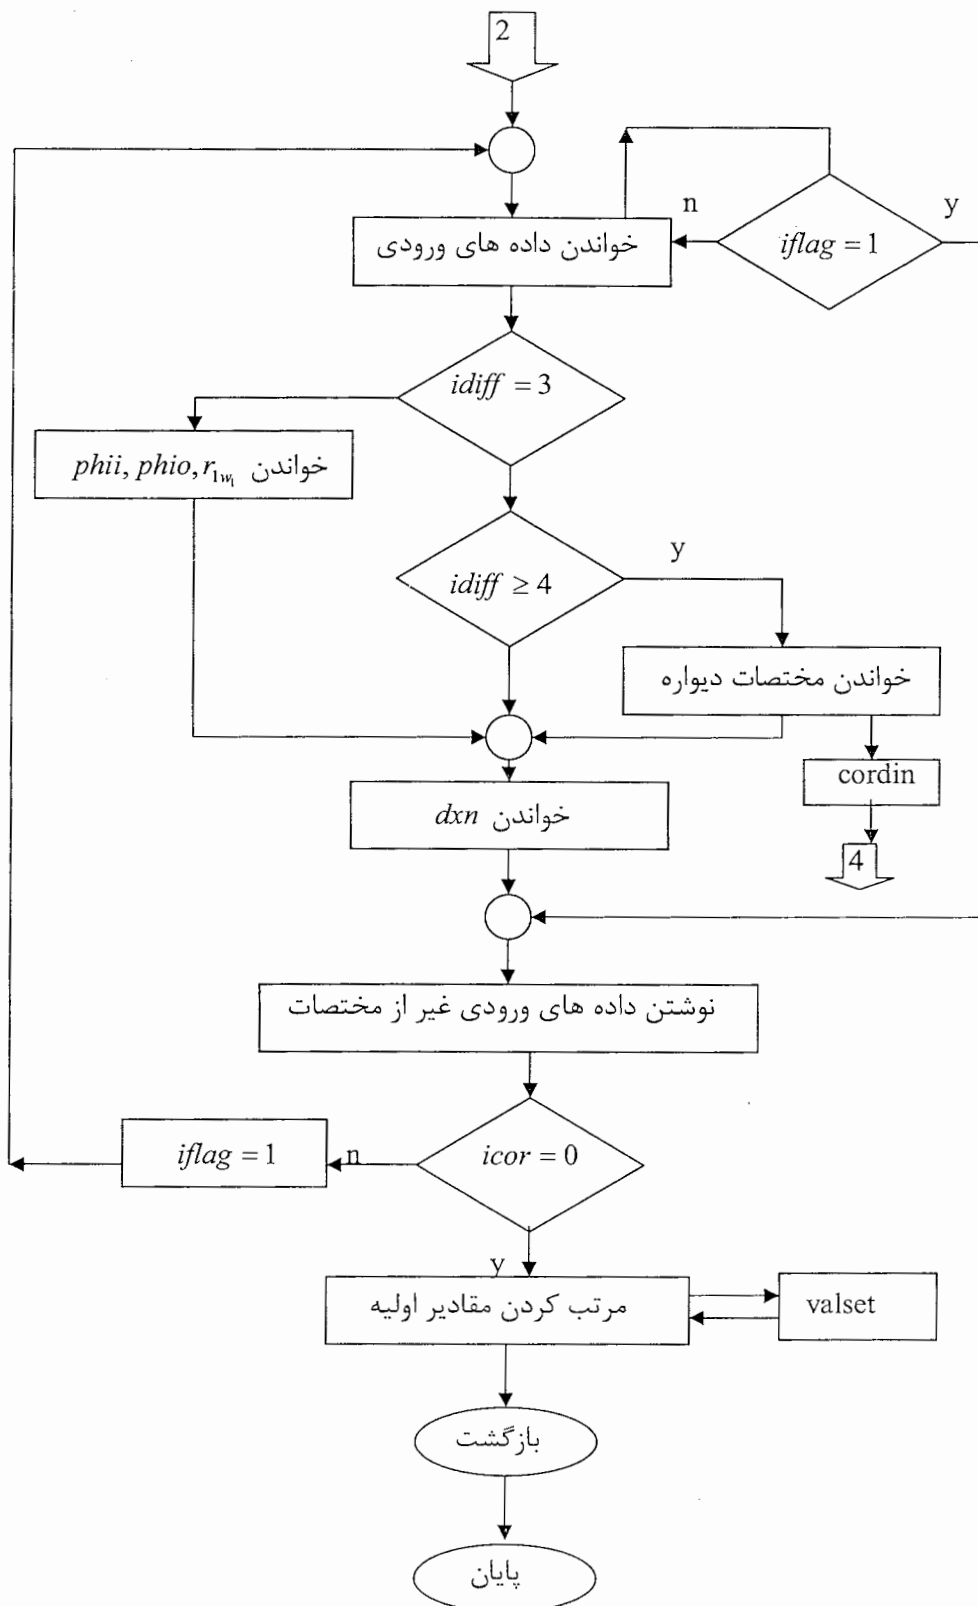 2
n
y
خواندن داده های ورودی
iflag = 1
idiff = 3
خواندن phii, phio, r_{1w_1}
y
idiff ≥ 4
خواندن مختصات دیواره
cordin
خواندن dxn
4
نوشتن داده های ورودی غیر از مختصات
iflag = 1
n
icor = 0
y
مرتب کردن مقادیر اولیه
valset
بازگشت
پایان